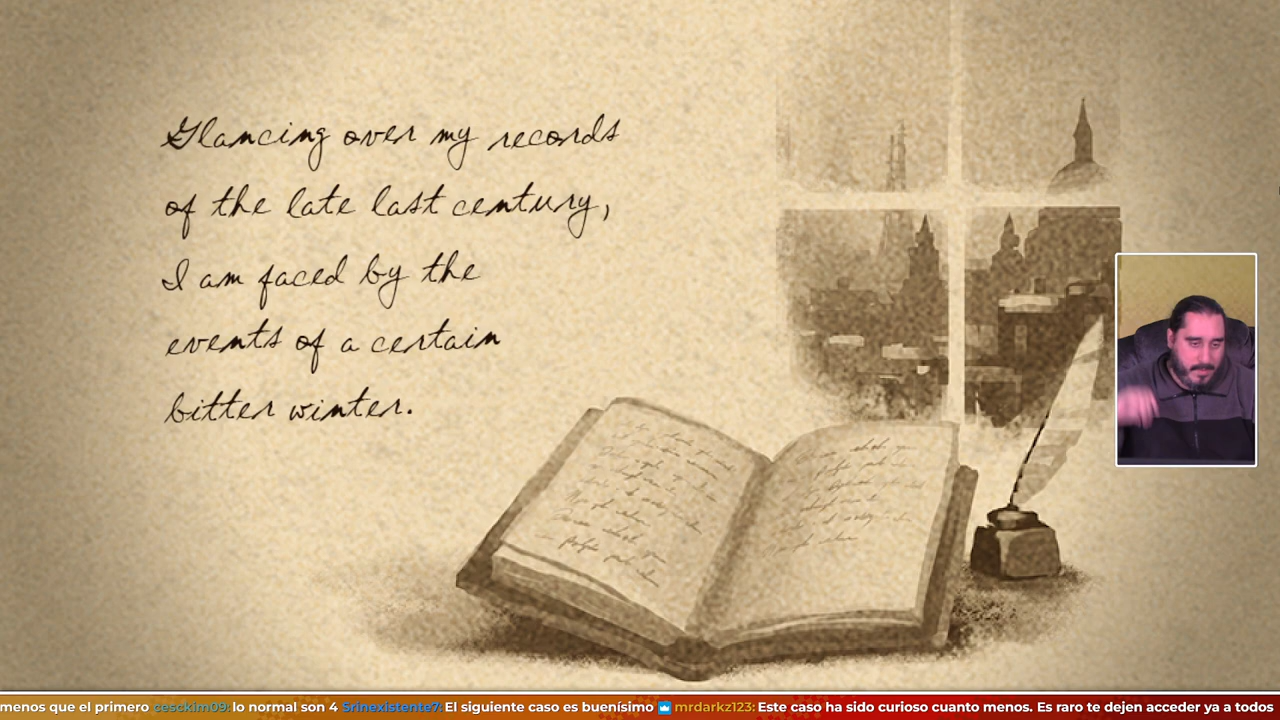 Glancing over my records
of the late last century,
I am faced by the
events of a certain
bitter winter.
menos que el primero cesckim09: lo normal son 4 Srinexistente7: El siguiente caso es buenísimo mrdarkz123: Este caso ha sido curioso cuanto menos. Es raro te dejen acceder ya a todos